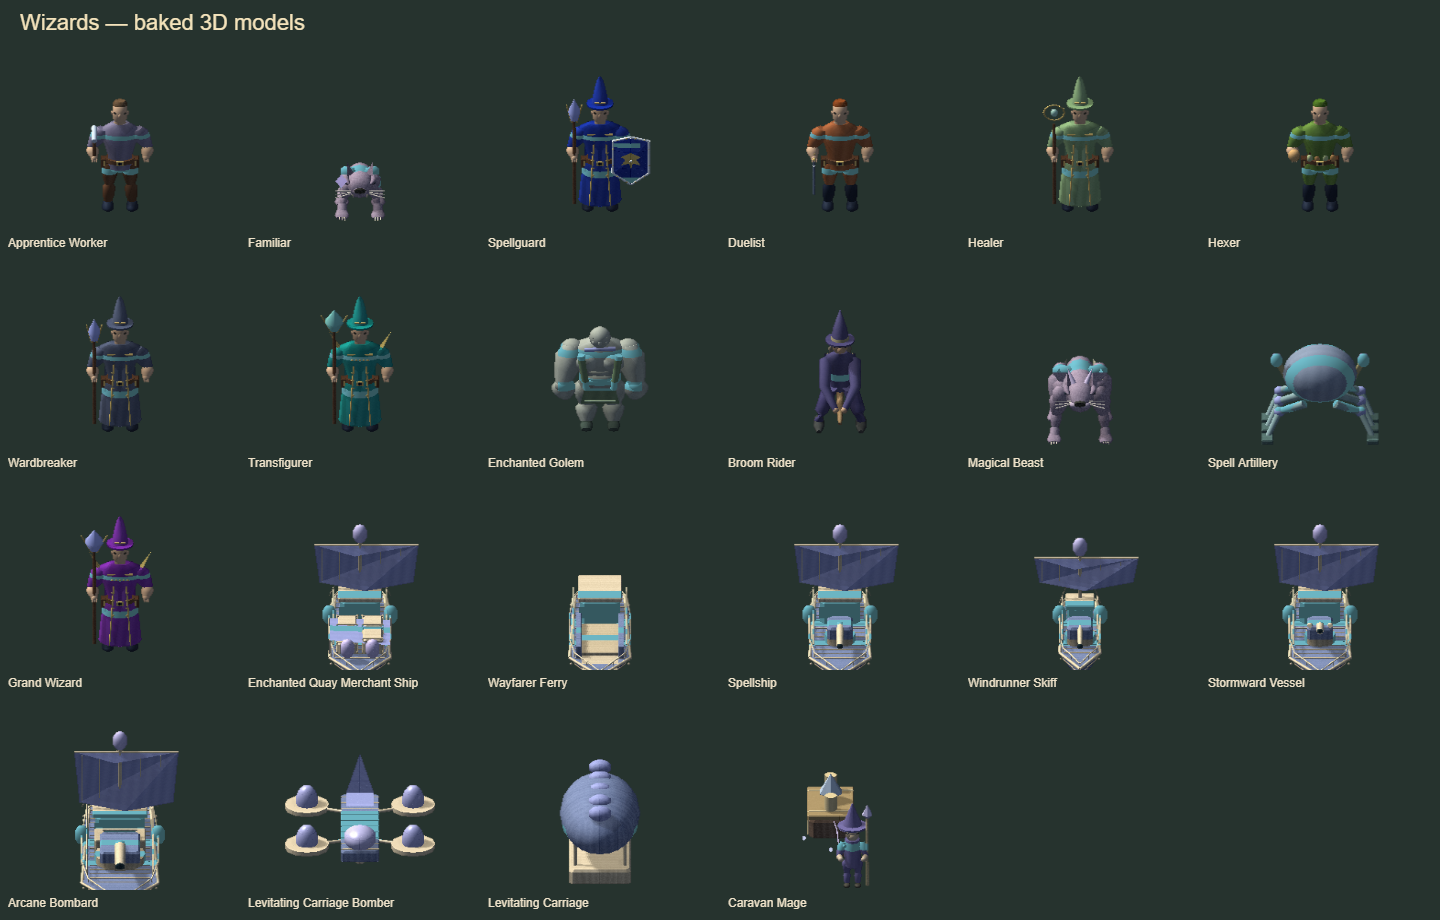 Wizards — baked 3D models
Apprentice Worker
Familiar
Spellguard
Duelist
Healer
Hexer
Wardbreaker
Transfigurer
Enchanted Golem
Broom Rider
Magical Beast
Spell Artillery
Grand Wizard
Enchanted Quay Merchant Ship
Wayfarer Ferry
Spellship
Windrunner Skiff
Stormward Vessel
Arcane Bombard
Levitating Carriage Bomber
Levitating Carriage
Caravan Mage